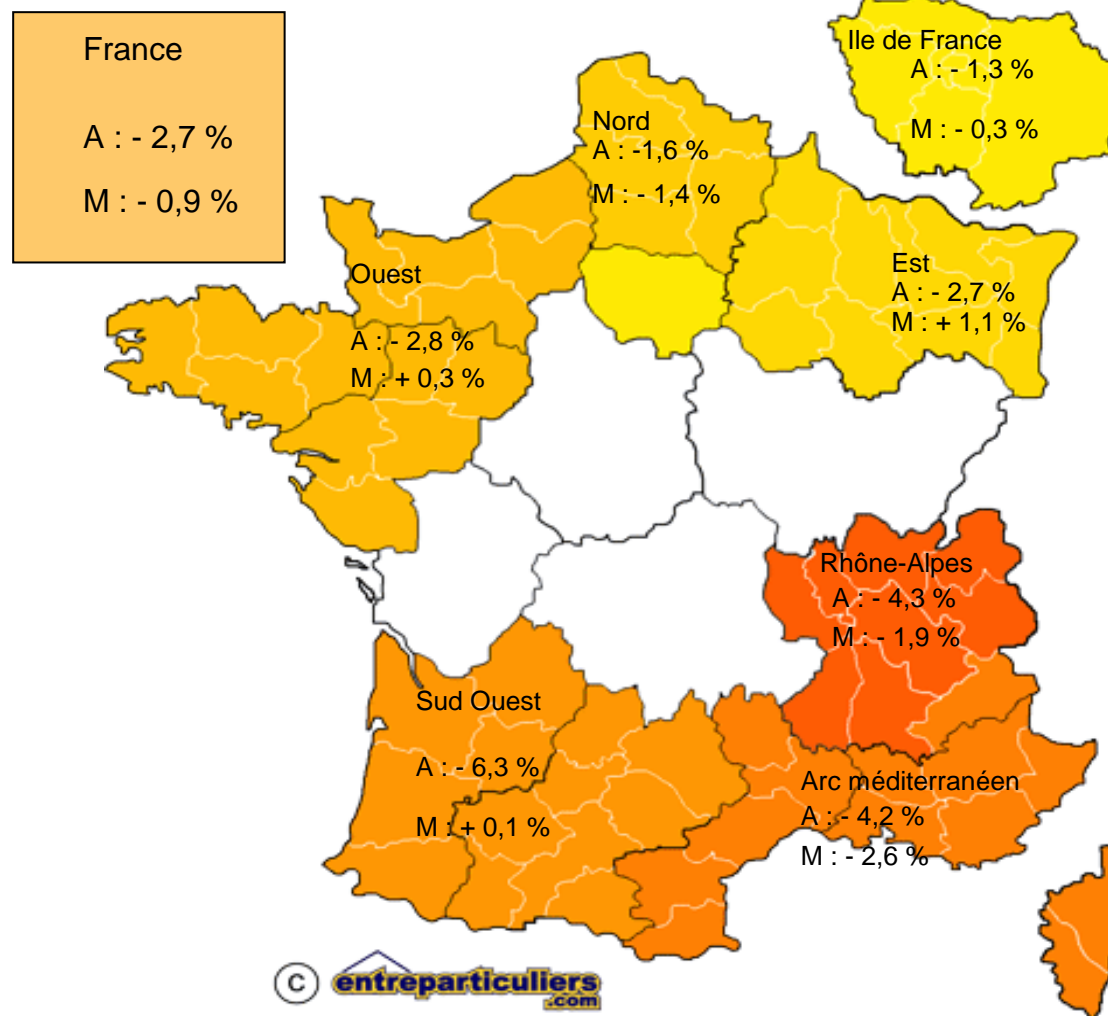 France
A : - 2,7 %
M : - 0,9 %
Ile de France
A : - 1,3 %
M : - 0,3 %
Nord
A : -1,6 %
M : - 1,4 %
Est
A : - 2,7 %
M : + 1,1 %
Ouest
A : - 2,8 %
M : + 0,3 %
Rhône-Alpes
A : - 4,3 %
M : - 1,9 %
Sud Ouest
A : - 6,3 %
M : + 0,1 %
Arc méditerranéen
A : - 4,2 %
M : - 2,6 %
C entreparticuliers
.com